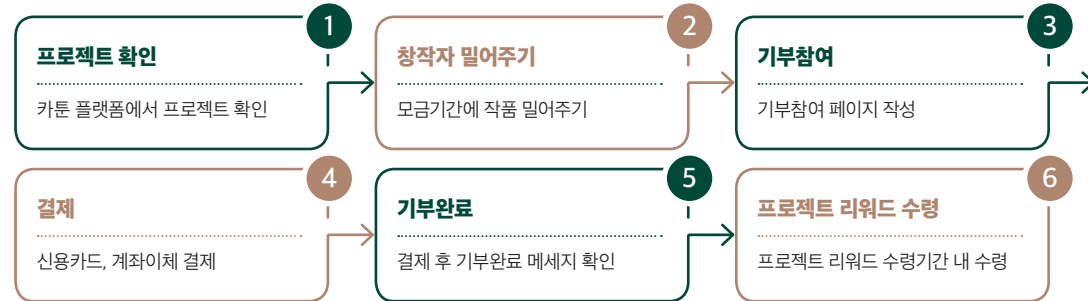 1
프로젝트 확인
카툰 플랫폼에서 프로젝트 확인
2
창작자 밀어주기
모금기간에 작품 밀어주기
3
기부참여
기부참여 페이지 작성
4
결제
신용카드, 계좌이체 결제
5
기부완료
결제 후 기부완료 메세지 확인
6
프로젝트 리워드 수령
프로젝트 리워드 수령기간 내 수령